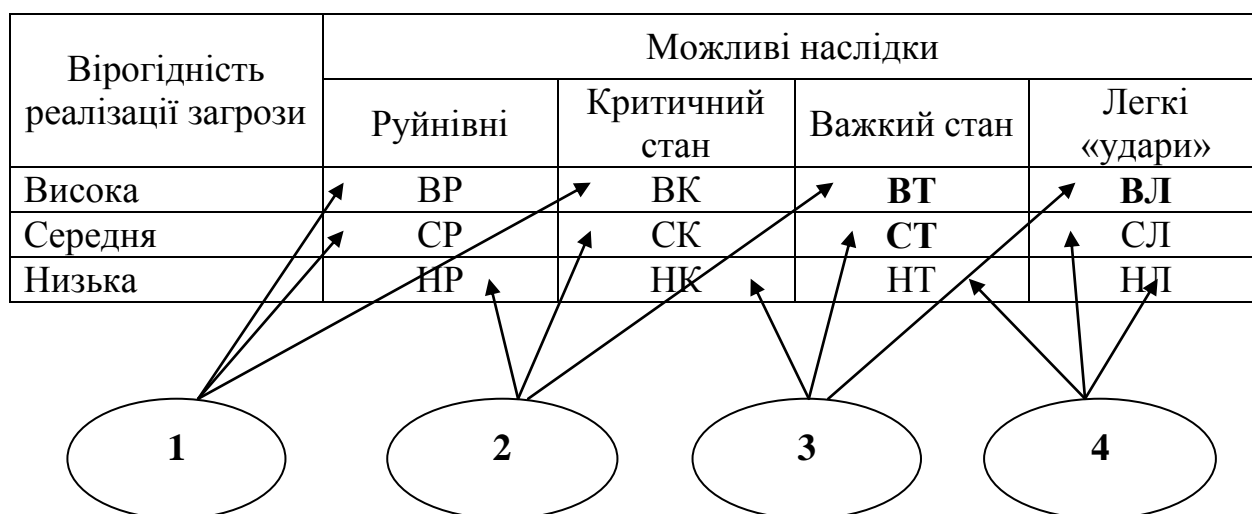 Вірогідність
реалізації загрози
Можливі наслідки
Руйнівні
Критичний
стан
Важкий стан
Легкі
«удари»
Висока ВР ВК ВТ ВЛ
Середня СР СК СТ СЛ
Низька НР НК НТ НЛ
1 2 3 4